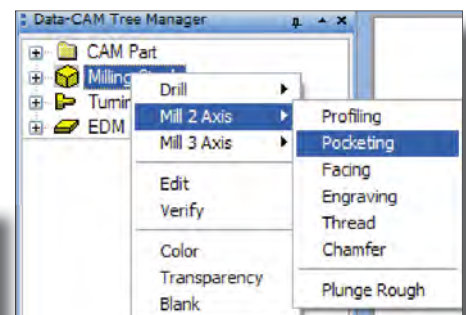 Data-CAM Tree Manager
CAM Part
Milling
Drill
Turning
Mill 2 Axis
Profiling
EDM
Mill 3 Axis
Pocketing
Facing
Edit
Engraving
Verify
Thread
Color
Chamfer
Transparency
Plunge Rough
Blank